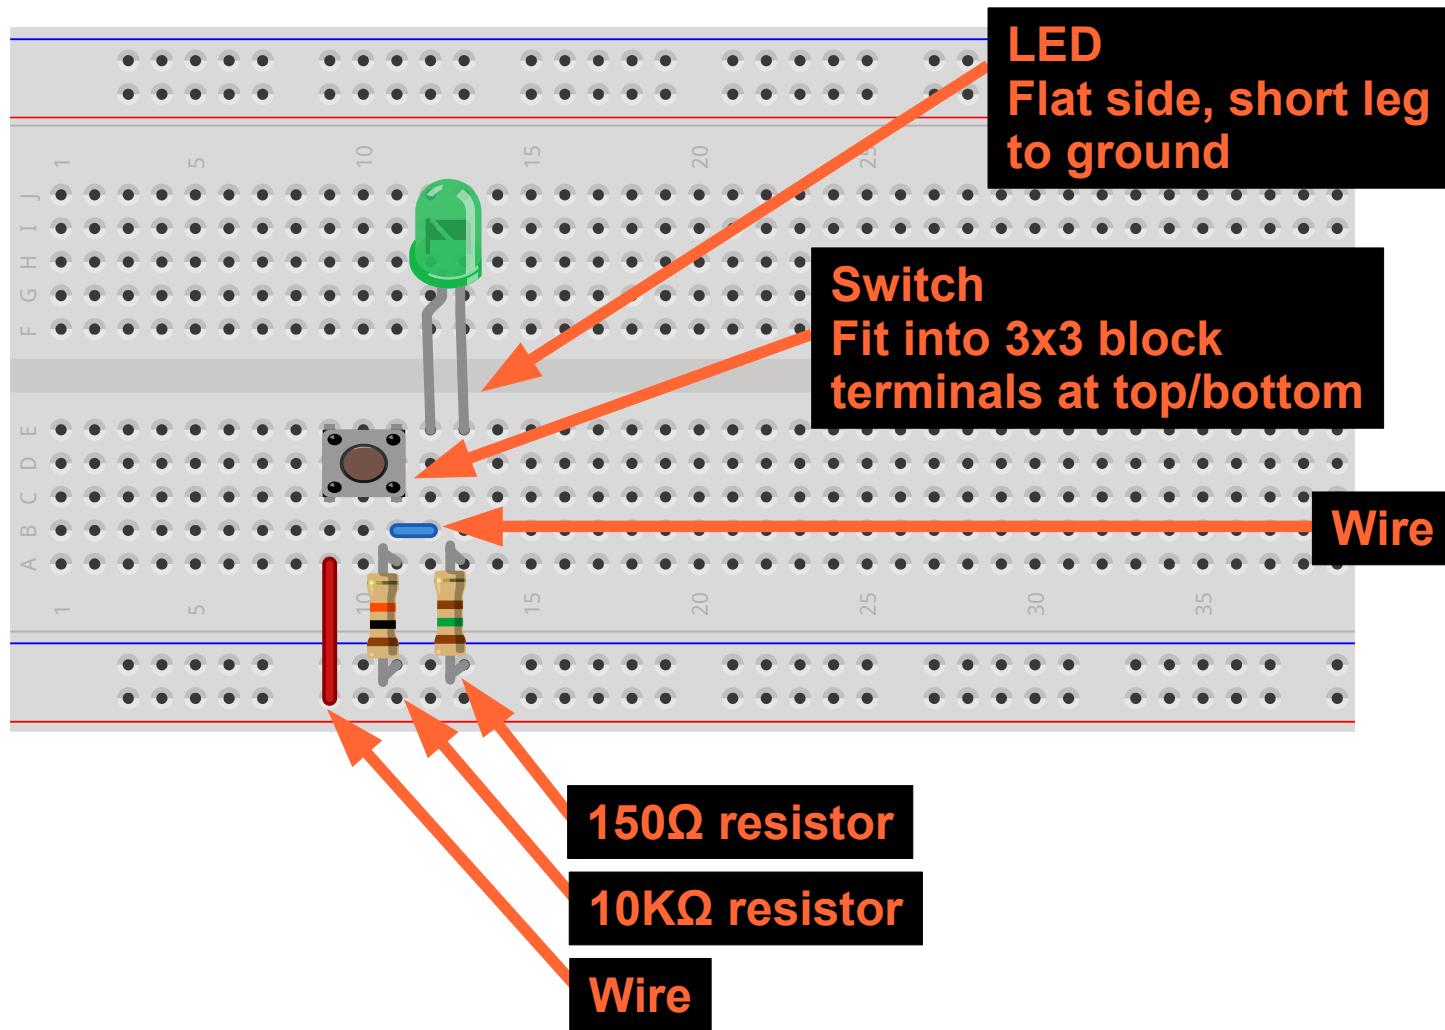 LED
Flat side, short leg
to ground
1 5 10 15 20 25
J
I
H
G
F
Switch
Fit into 3x3 block
terminals at top/bottom
E
D
C
B
A
Wire
1 5 10 15 20 25 30 35
150Ω resistor
10KΩ resistor
Wire